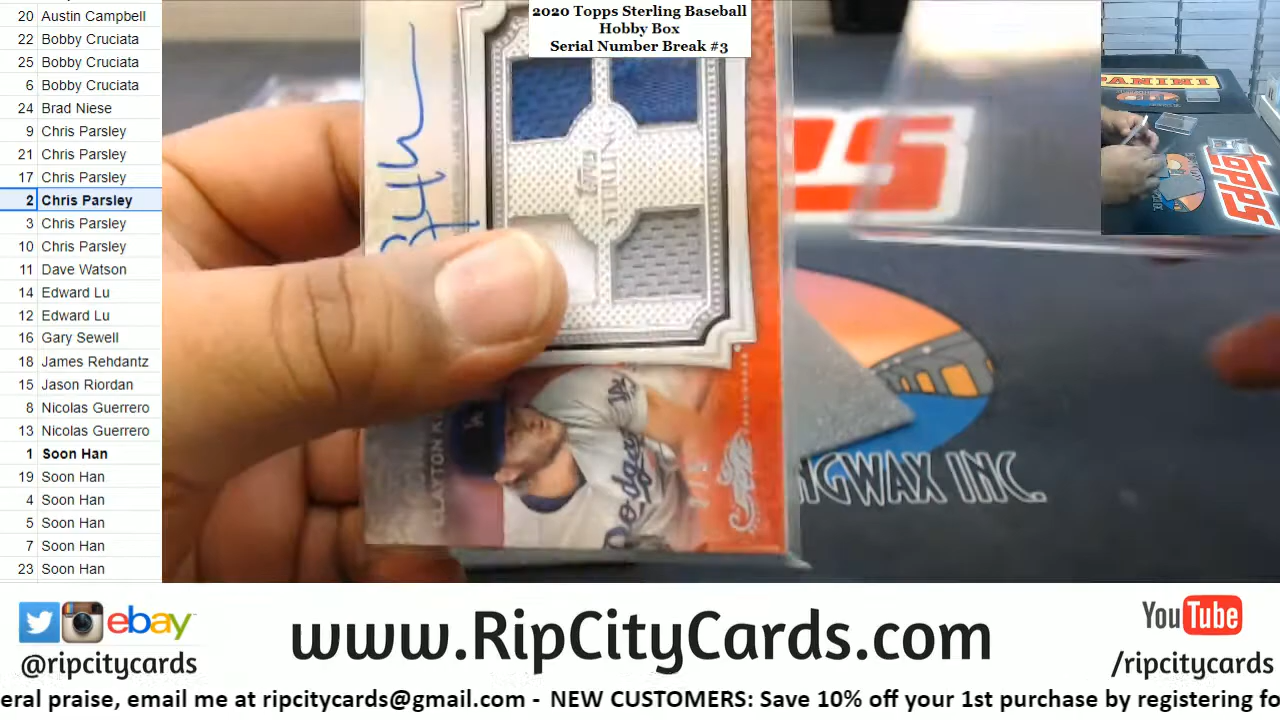 20 Austin Campbell
22 Bobby Cruciata
25 Bobby Cruciata
6 Bobby Cruciata
24 Brad Niese
9 Chris Parsley
21 Chris Parsley
17 Chris Parsley
2 Chris Parsley
3 Chris Parsley
10 Chris Parsley
11 Dave Watson
14 Edward Lu
12 Edward Lu
16 Gary Sewell
18 James Rehdantz
15 Jason Riordan
8 Nicolas Guerrero
13 Nicolas Guerrero
1 Soon Han
19 Soon Han
4 Soon Han
5 Soon Han
7 Soon Han
23 Soon Han
2020 Topps Sterling Baseball
Hobby Box
Serial Number Break #3
STERLING
CLAYTON K
Dodgers
PS
NGWAX INC.
PANINI
Topps
ebay
@ripcitycards
www.RipCityCards.com
YouTube
/ripcitycards
eral praise, email me at ripcitycards@gmail.com - NEW CUSTOMERS: Save 10% off your 1st purchase by registering fo